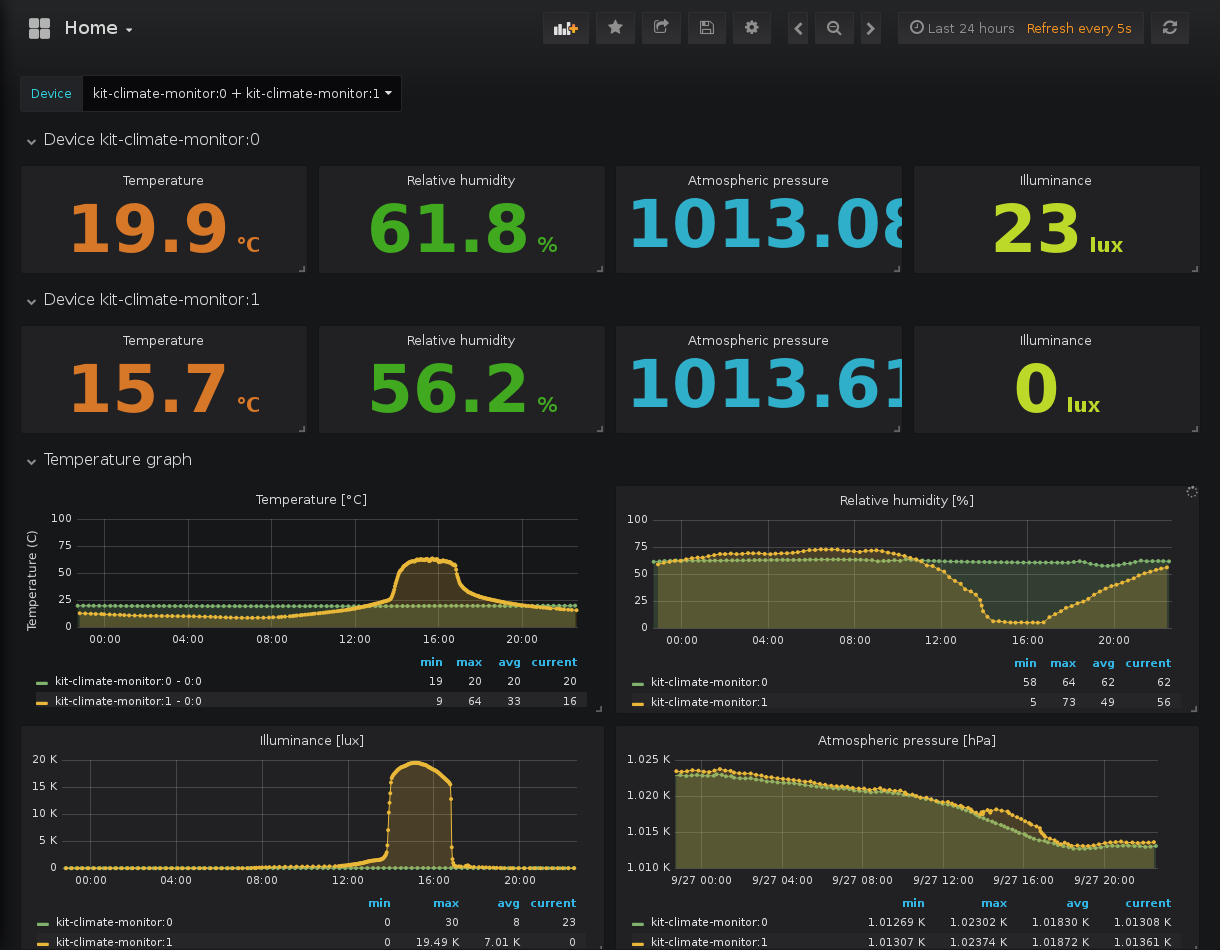 Home
Last 24 hours Refresh every 5s
Device kit-climate-monitor:0 + kit-climate-monitor:1
Device kit-climate-monitor:0
Temperature Relative humidity Atmospheric pressure Illuminance
19.9 °C 61.8 % 1013.08 23 lux
Device kit-climate-monitor:1
Temperature Relative humidity Atmospheric pressure Illuminance
15.7 °C 56.2 % 1013.61 0 lux
Temperature graph
Temperature [°C]
Temperature (C)
100
75
50
25
0
00:00 04:00 08:00 12:00 16:00 20:00
min max avg current
kit-climate-monitor:0 - 0:0 19 20 20 20
kit-climate-monitor:1 - 0:0 9 64 33 16
Relative humidity [%]
100
75
50
25
0
00:00 04:00 08:00 12:00 16:00 20:00
min max avg current
kit-climate-monitor:0 58 64 62 62
kit-climate-monitor:1 5 73 49 56
Illuminance [lux]
20 K
15 K
10 K
5 K
0
00:00 04:00 08:00 12:00 16:00 20:00
min max avg current
kit-climate-monitor:0 0 30 8 23
kit-climate-monitor:1 0 19.49 K 7.01 K 0
Atmospheric pressure [hPa]
1.025 K
1.020 K
1.015 K
1.010 K
9/27 00:00 9/27 04:00 9/27 08:00 9/27 12:00 9/27 16:00 9/27 20:00
min max avg current
kit-climate-monitor:0 1.01269 K 1.02302 K 1.01830 K 1.01308 K
kit-climate-monitor:1 1.01307 K 1.02374 K 1.01872 K 1.01361 K